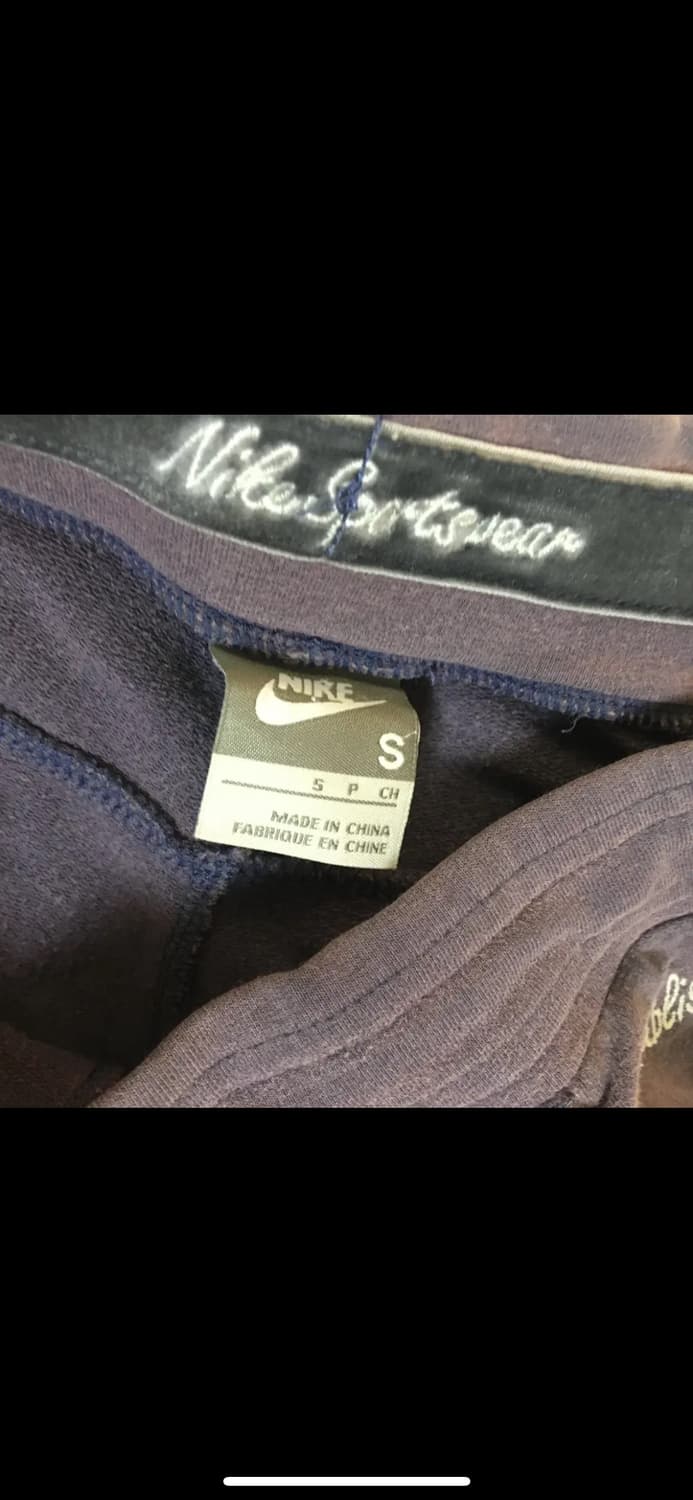 Nike Sportswear
NIKE
S
S P CH
MADE IN CHINA
FABRIQUE EN CHINE